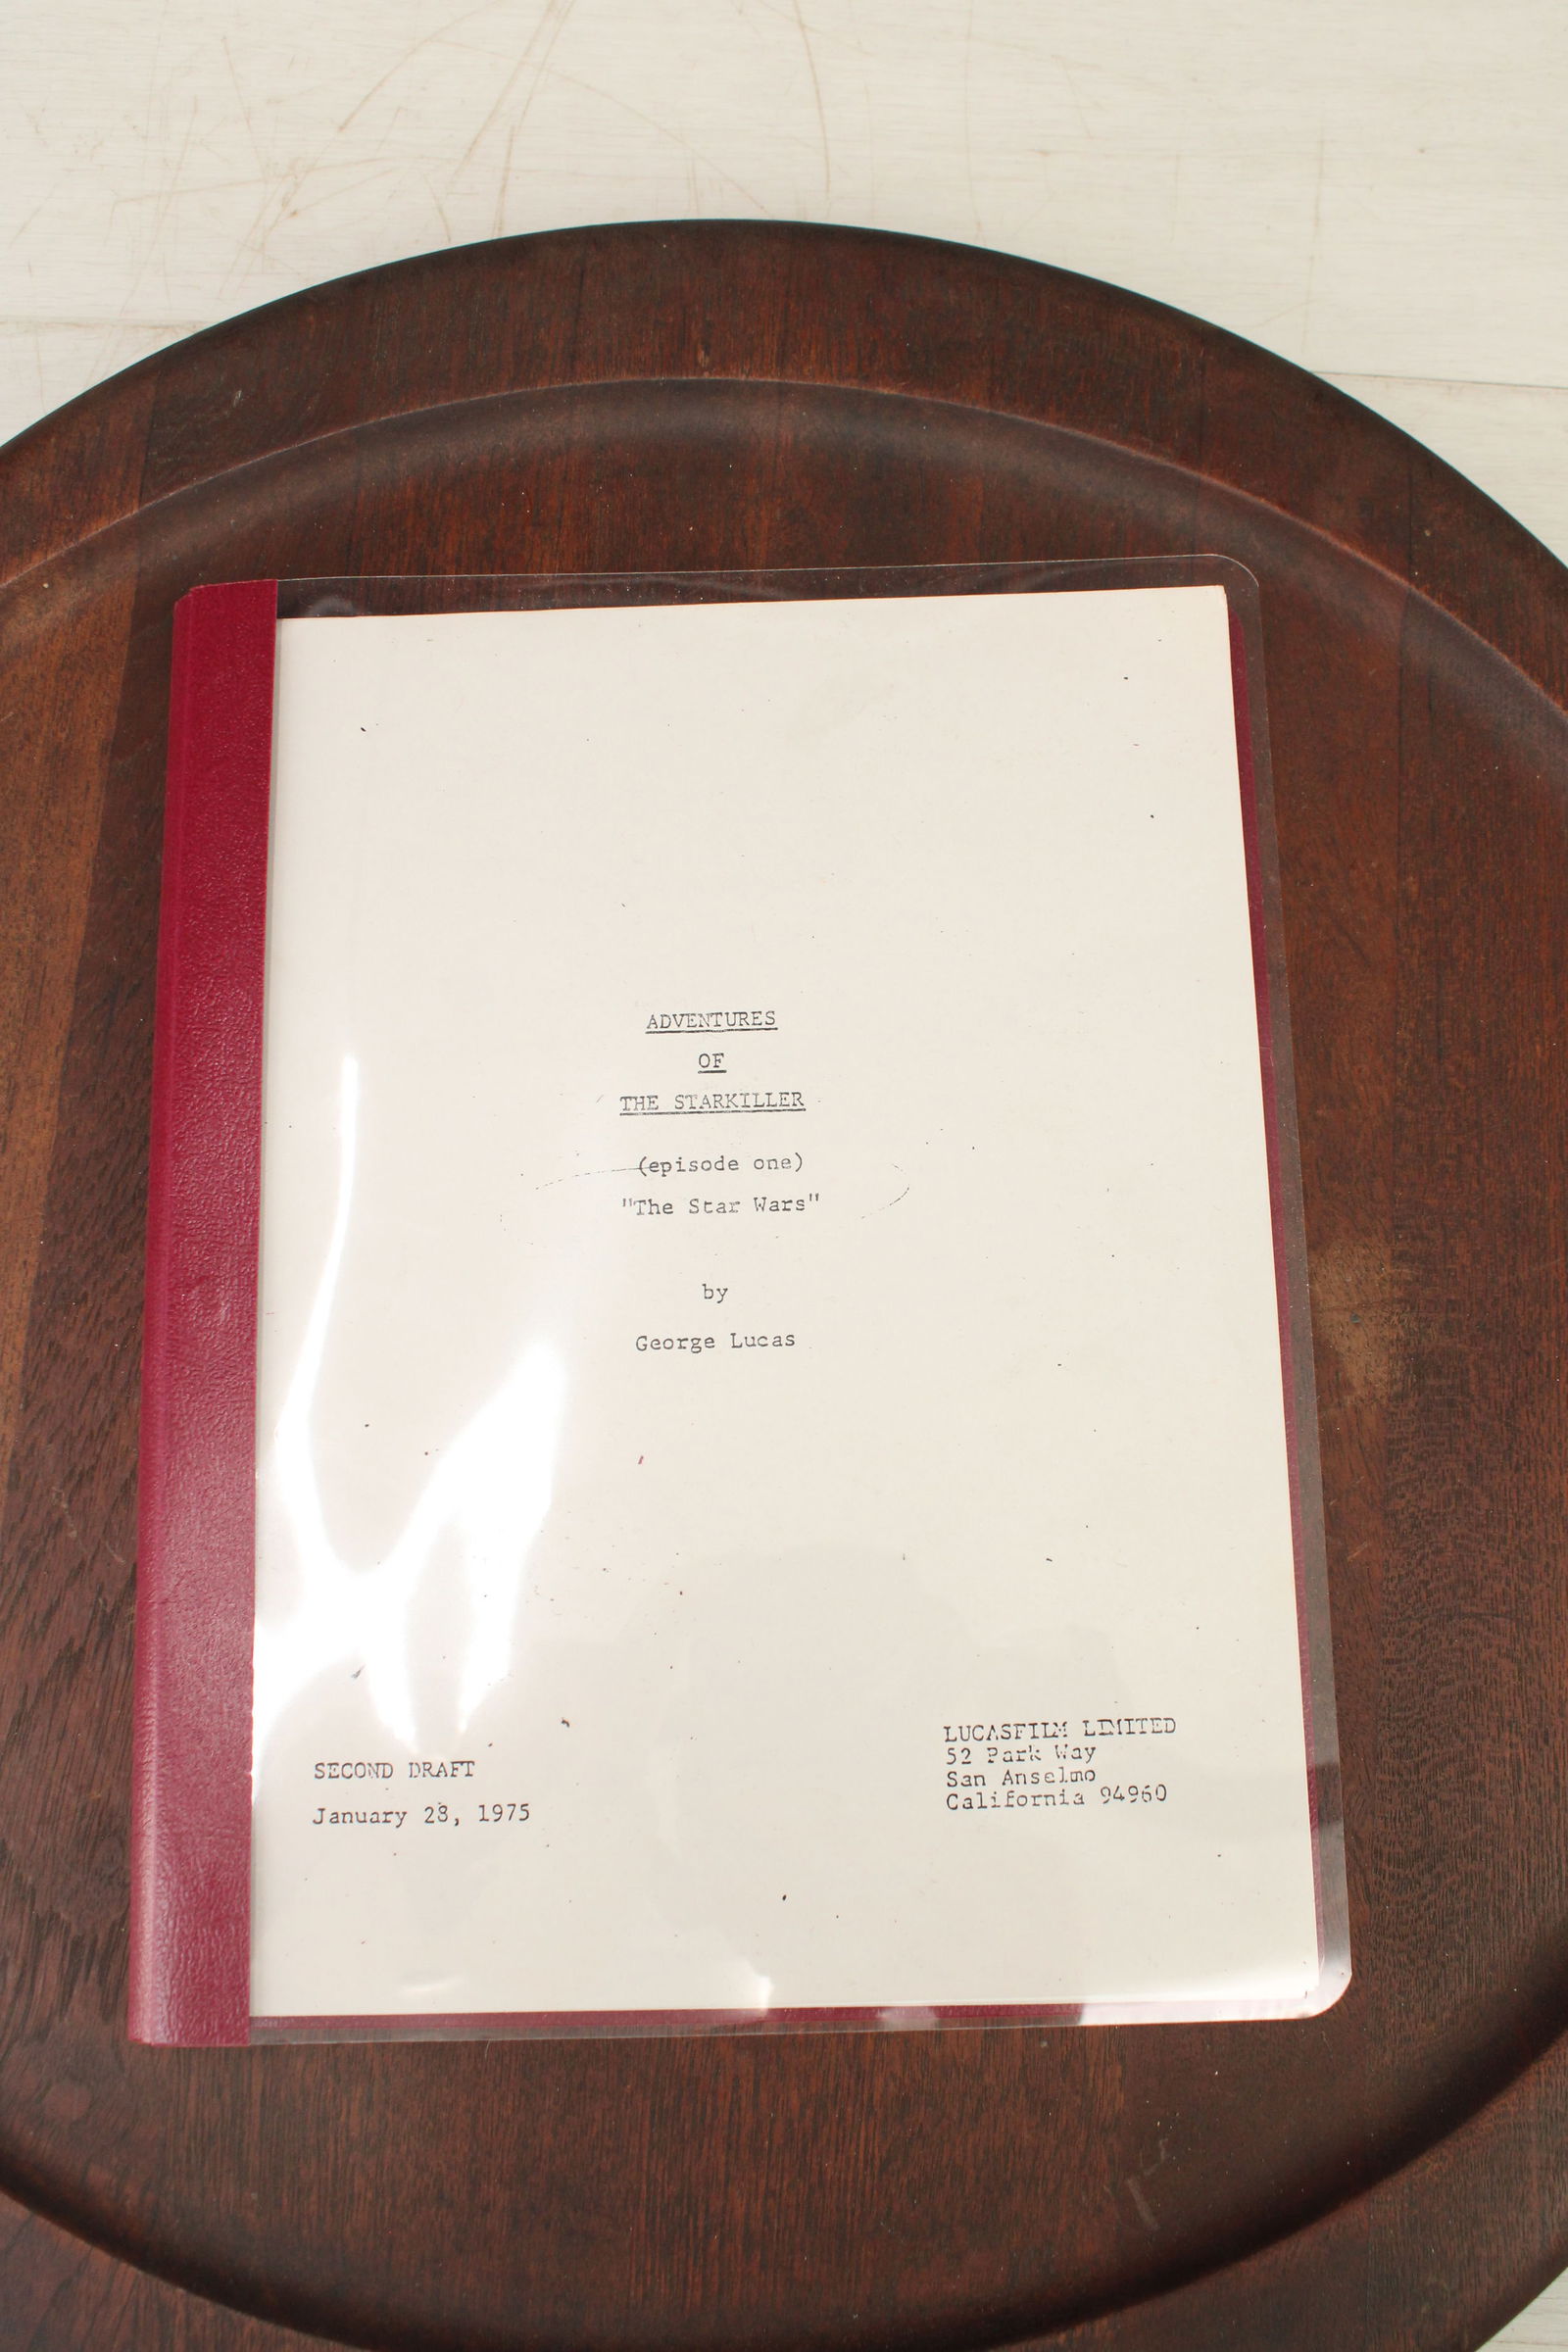 ADVENTURES
OF
THE STARKILLER
(episode one)
"The Star Wars"
by
George Lucas
SECOND DRAFT
January 28, 1975
LUCASFILM LIMITED
52 Park Way
San Anselmo
California 94960